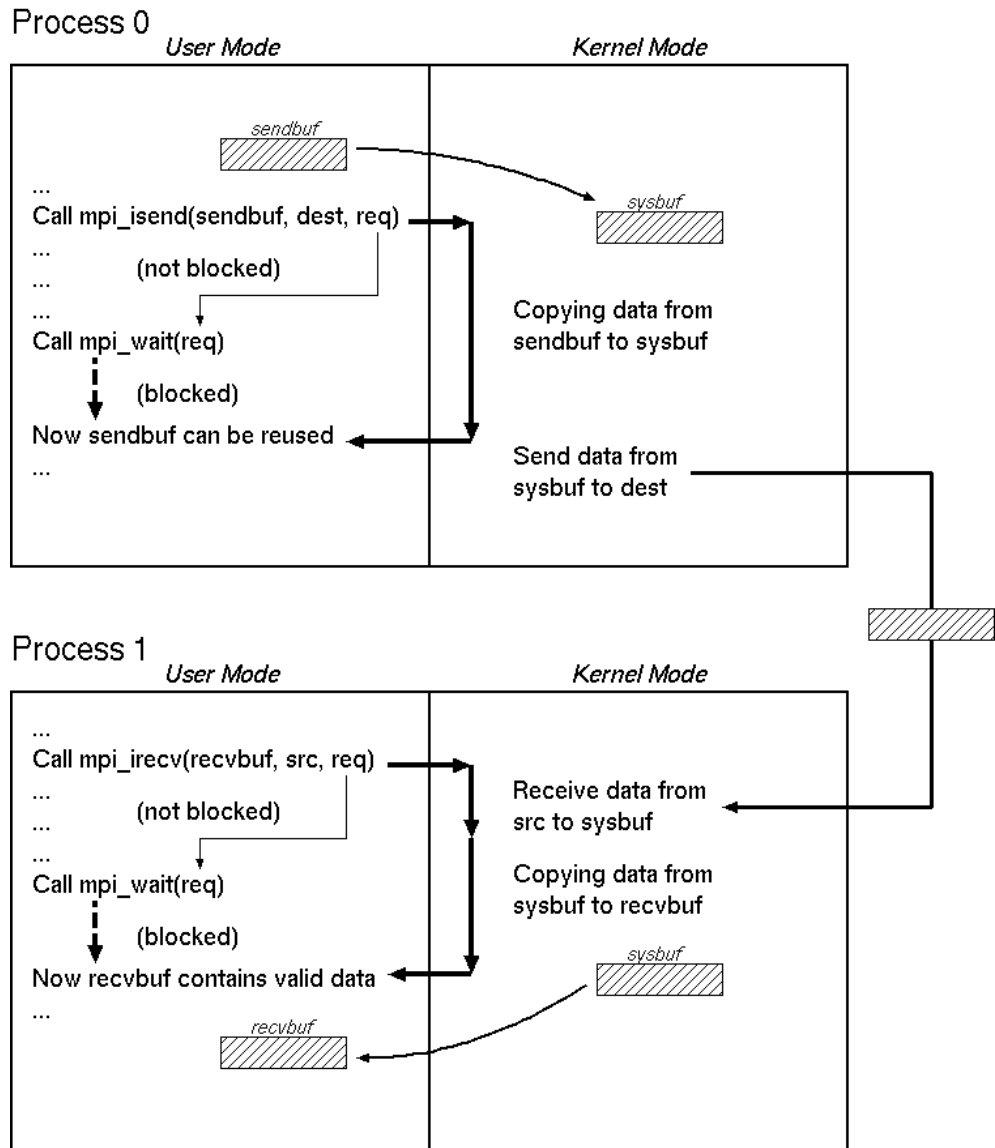 Process 0
User Mode
Kernel Mode
sendbuf
sysbuf
...
Call mpi_isend(sendbuf, dest, req)
...
(not blocked)
...
...
Call mpi_wait(req)
(blocked)
Now sendbuf can be reused
...
Copying data from
sendbuf to sysbuf
Send data from
sysbuf to dest
Process 1
User Mode
Kernel Mode
...
Call mpi_irecv(recvbuf, src, req)
...
(not blocked)
...
...
Call mpi_wait(req)
(blocked)
Now recvbuf contains valid data
...
recvbuf
Receive data from
src to sysbuf
Copying data from
sysbuf to recvbuf
sysbuf